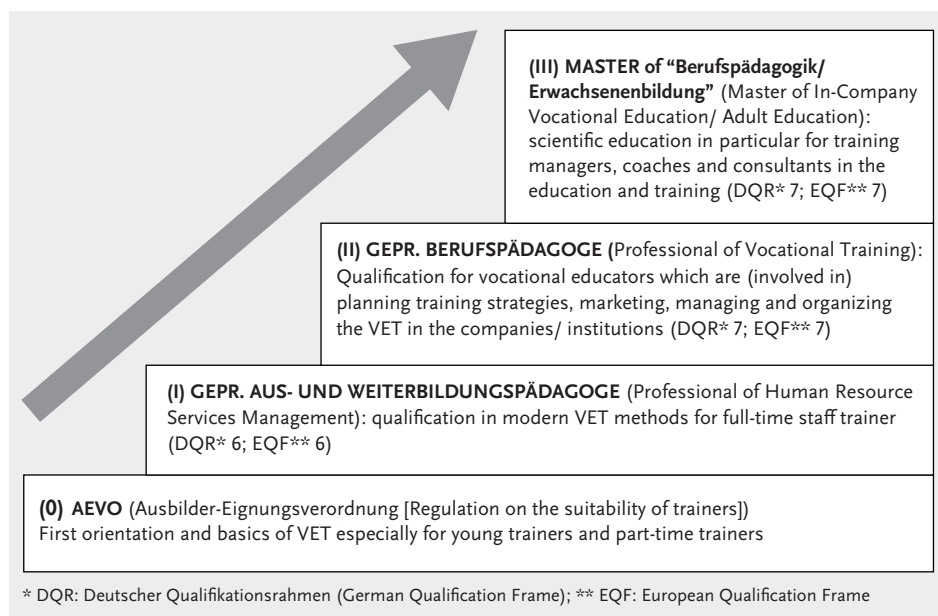 (III) MASTER of “Berufspädagogik/
Erwachsenenbildung” (Master of In-Company
Vocational Education/ Adult Education):
scientific education in particular for training
managers, coaches and consultants in the
education and training (DQR* 7; EQF** 7)
(II) GEPR. BERUFSPÄDAGOGE (Professional of Vocational Training):
Qualification for vocational educators which are (involved in)
planning training strategies, marketing, managing and organizing
the VET in the companies/ institutions (DQR* 7; EQF** 7)
(I) GEPR. AUS- UND WEITERBILDUNGSPÄDAGOGE (Professional of Human Resource
Services Management): qualification in modern VET methods for full-time staff trainer
(DQR* 6; EQF** 6)
(0) AEVO (Ausbilder-Eignungsverordnung [Regulation on the suitability of trainers])
First orientation and basics of VET especially for young trainers and part-time trainers
* DQR: Deutscher Qualifikationsrahmen (German Qualification Frame); ** EQF: European Qualification Frame